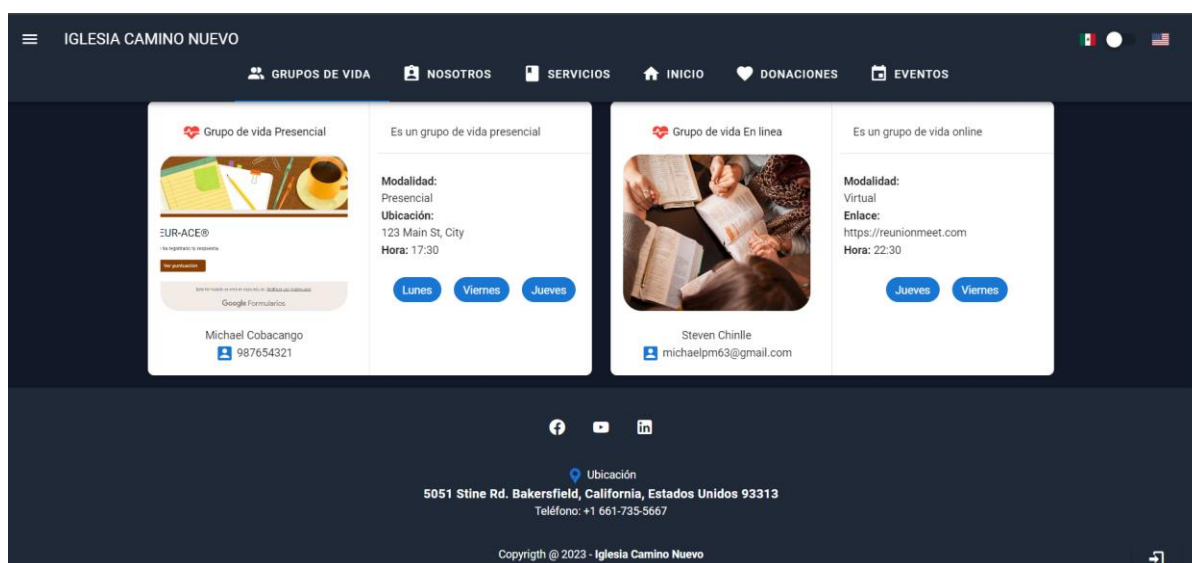 IGLESIA CAMINO NUEVO
GRUPOS DE VIDA NOSOTROS SERVICIOS INICIO DONACIONES EVENTOS
Grupo de vida Presencial
EUR-ACE®
Ver puntuación
Google Formularios
Michael Cobacango
987654321
Es un grupo de vida presencial
Modalidad:
Presencial
Ubicación:
123 Main St, City
Hora: 17:30
Lunes Viernes Jueves
Grupo de vida En linea
Steven Chinlle
michaelpm63@gmail.com
Es un grupo de vida online
Modalidad:
Virtual
Enlace:
https://reunionmeet.com
Hora: 22:30
Jueves Viernes
Ubicación
5051 Stine Rd. Bakersfield, California, Estados Unidos 93313
Teléfono: +1 661-735-5667
Copyrigth @ 2023 - Iglesia Camino Nuevo